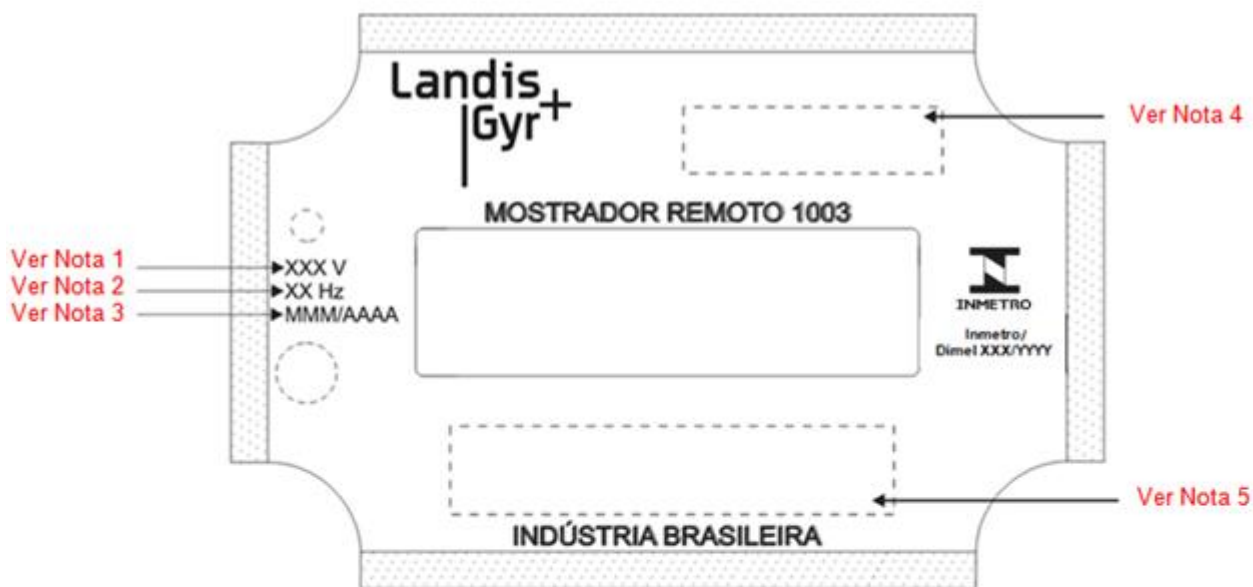 Landis
Gyr+
Ver Nota 4
MOSTRADOR REMOTO 1003
Ver Nota 1
XXX V
Ver Nota 2
XX Hz
Ver Nota 3
MMM/AAAA
INMETRO
Inmetro/
Dimel XXX/YYYY
Ver Nota 5
INDÚSTRIA BRASILEIRA